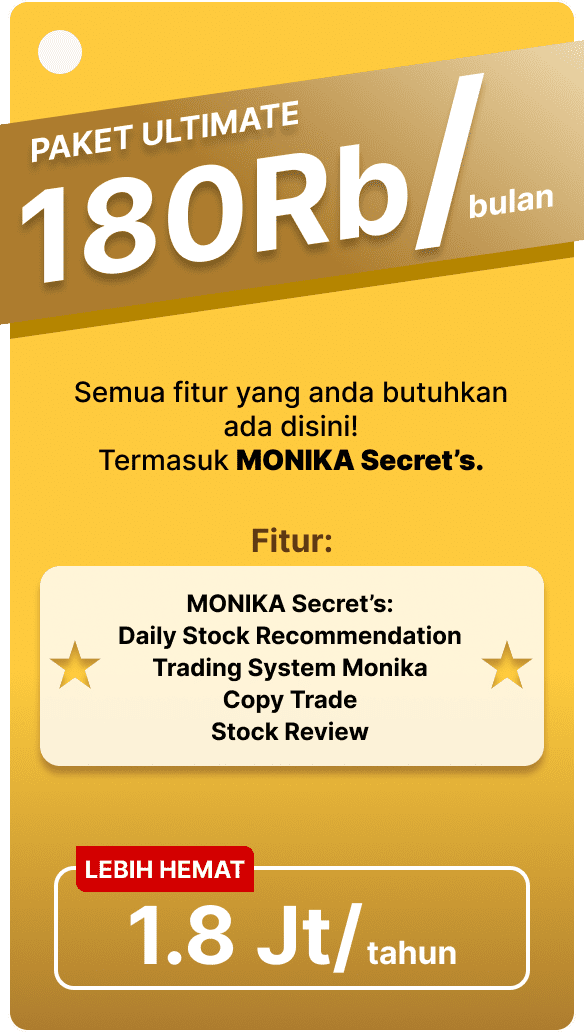 PAKET ULTIMATE
180Rb/bulan
Semua fitur yang anda butuhkan
ada disini!
Termasuk MONIKA Secret’s.
Fitur:
MONIKA Secret’s:
Daily Stock Recommendation
Trading System Monika
Copy Trade
Stock Review
LEBIH HEMAT
1.8 Jt/tahun